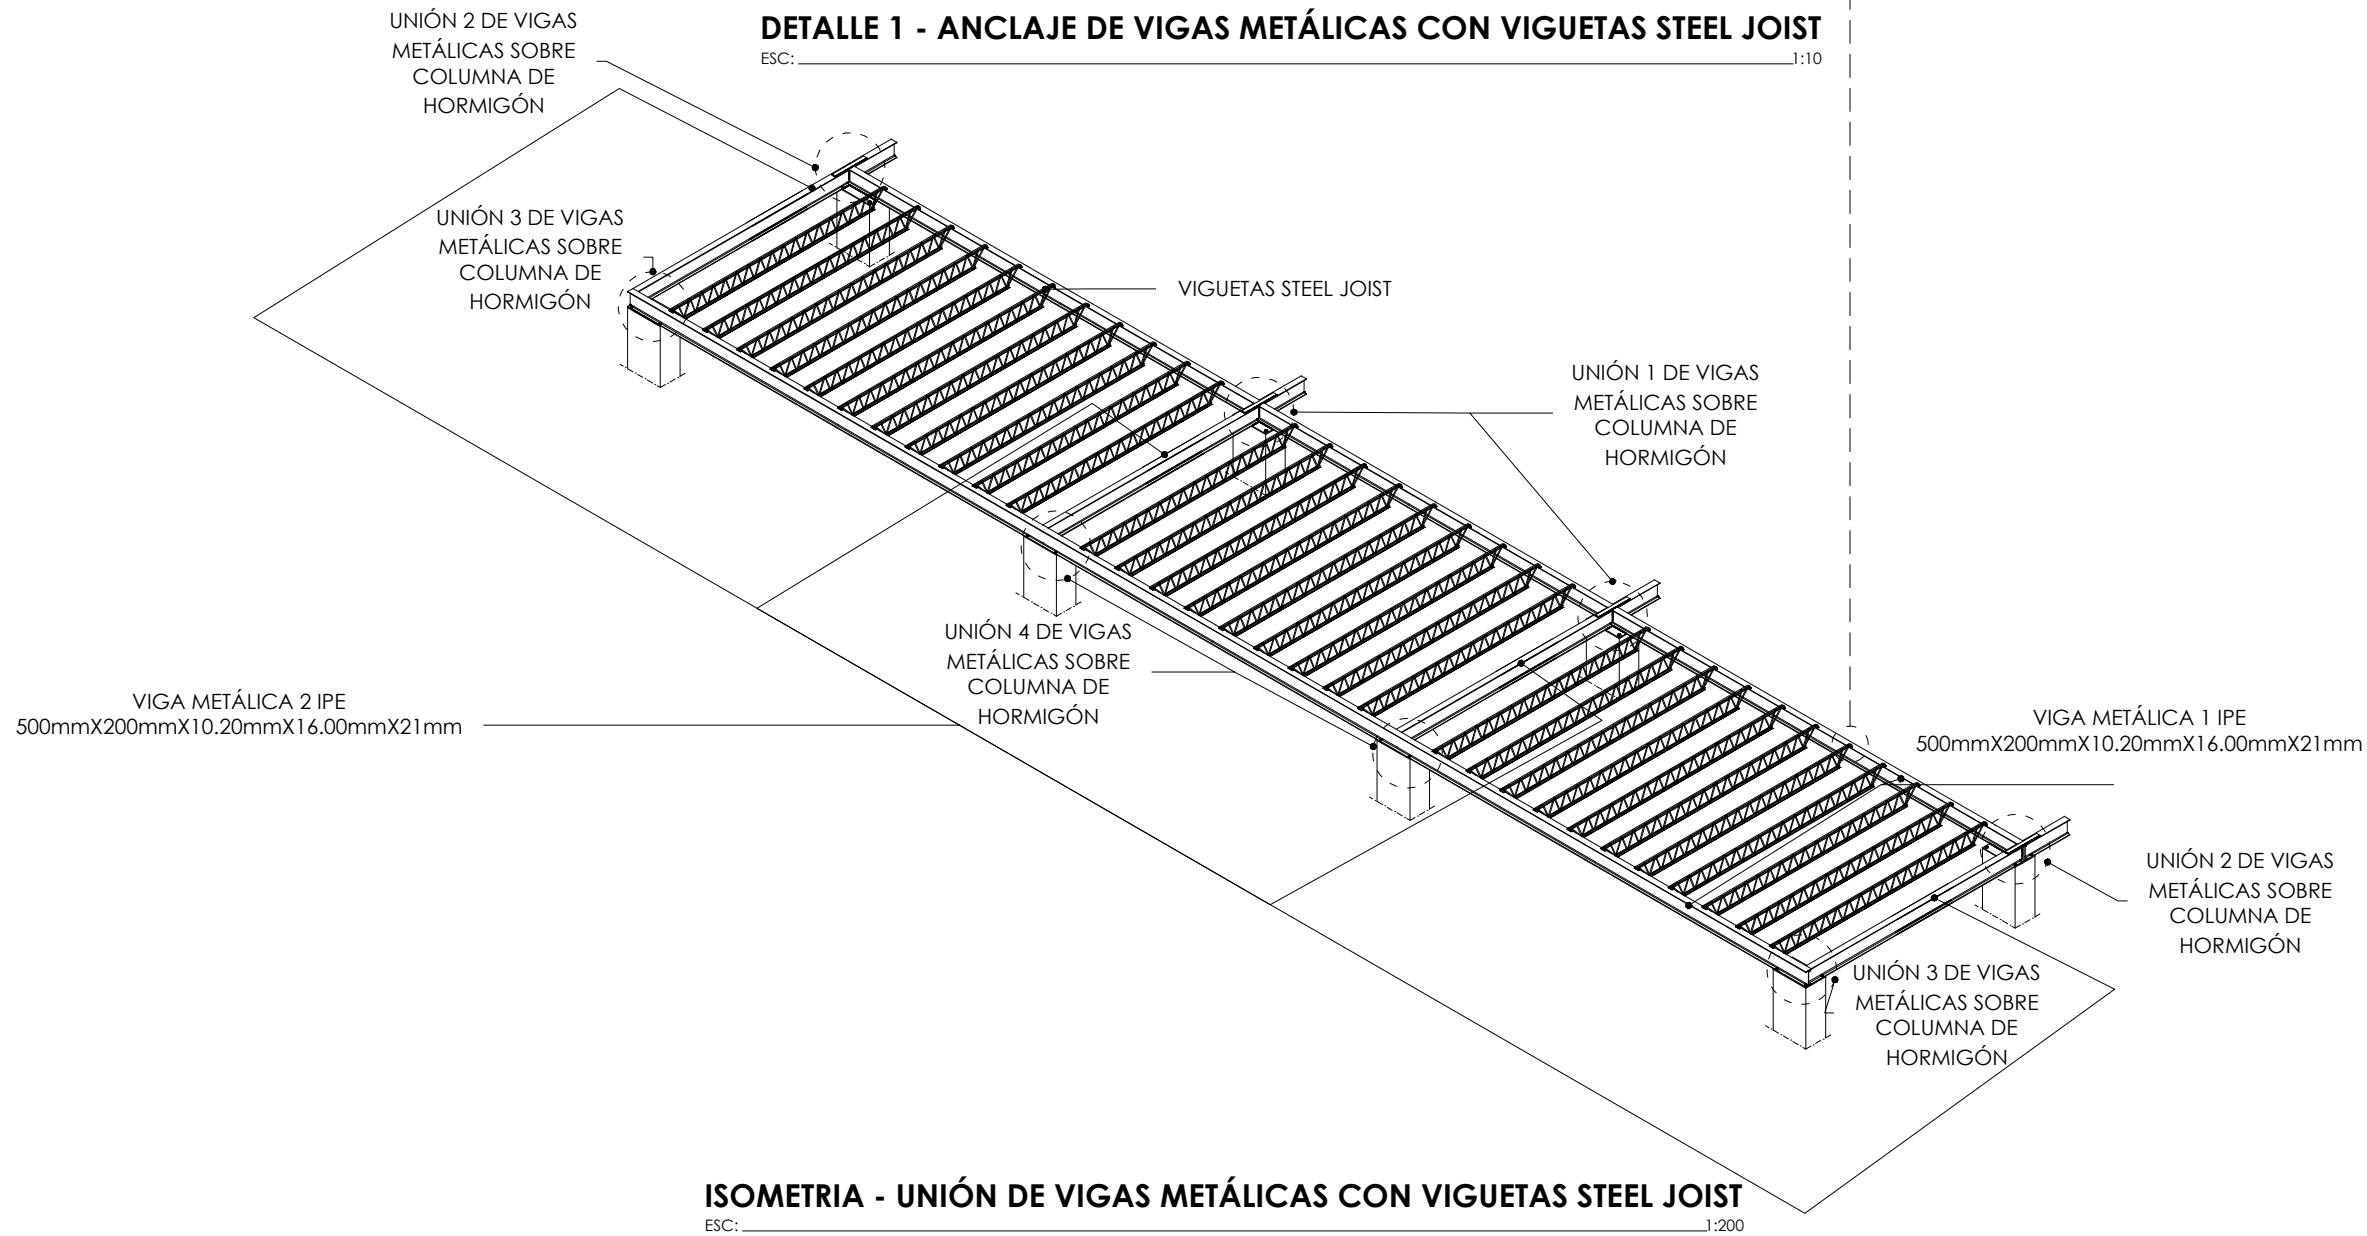 UNIÓN 2 DE VIGAS
METÁLICAS SOBRE
COLUMNA DE
HORMIGÓN
DETALLE 1 - ANCLAJE DE VIGAS METÁLICAS CON VIGUETAS STEEL JOIST
ESC: 1:10
UNIÓN 3 DE VIGAS
METÁLICAS SOBRE
COLUMNA DE
HORMIGÓN
VIGUETAS STEEL JOIST
UNIÓN 1 DE VIGAS
METÁLICAS SOBRE
COLUMNA DE
HORMIGÓN
UNIÓN 4 DE VIGAS
METÁLICAS SOBRE
COLUMNA DE
HORMIGÓN
VIGA METÁLICA 2 IPE
500mmX200mmX10.20mmX16.00mmX21mm
VIGA METÁLICA 1 IPE
500mmX200mmX10.20mmX16.00mmX21mm
UNIÓN 2 DE VIGAS
METÁLICAS SOBRE
COLUMNA DE
HORMIGÓN
UNIÓN 3 DE VIGAS
METÁLICAS SOBRE
COLUMNA DE
HORMIGÓN
ISOMETRIA - UNIÓN DE VIGAS METÁLICAS CON VIGUETAS STEEL JOIST
ESC: 1:200